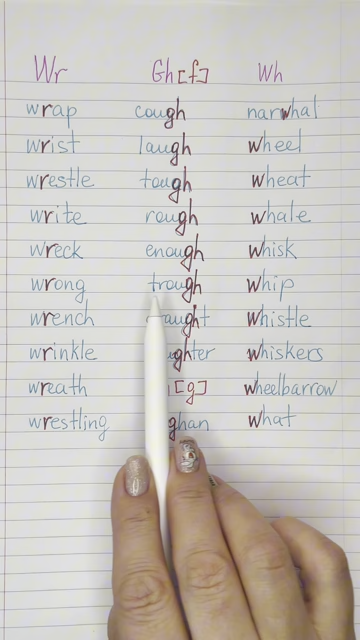 Wr Gh[f] Wh
wrap cough narwhal
wrist laugh wheel
wrestle tough wheat
write rough whale
wreck enough whisk
wrong trough whip
wrench whistle
wrinkle whiskers
wreath [g] wheelbarrow
wrestling what